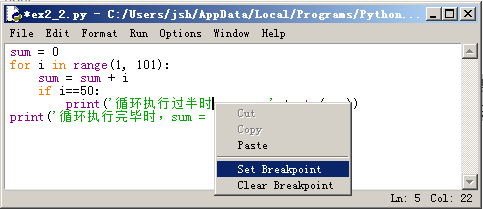 *ex2_2.py - C:/Users/jsh/AppData/Local/Programs/Python...
File Edit Format Run Options Window Help
sum = 0
for i in range(1, 101):
sum = sum + i
if i==50:
print('循环执行过半时
print('循环执行完毕时，sum =
Cut
Copy
Paste
Set Breakpoint
Clear Breakpoint
Ln: 5 Col: 22